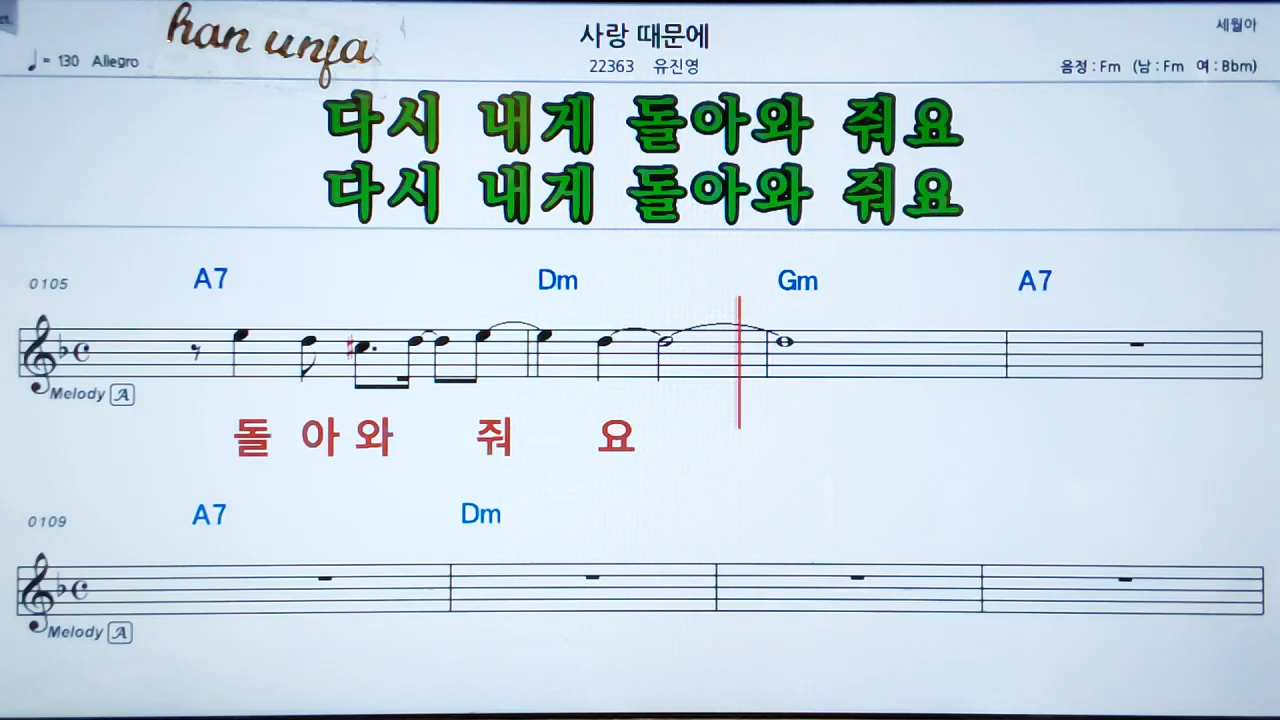 han unfa
사랑 때문에
세월아
♩= 130 Allegro
22363 유진영
음정 : Fm (남 : Fm 여 : Bbm)
다시 내게 돌아와 줘요
다시 내게 돌아와 줘요
0105 A7 Dm Gm A7
Melody A
돌 아 와 줘 요
0109 A7 Dm
Melody A